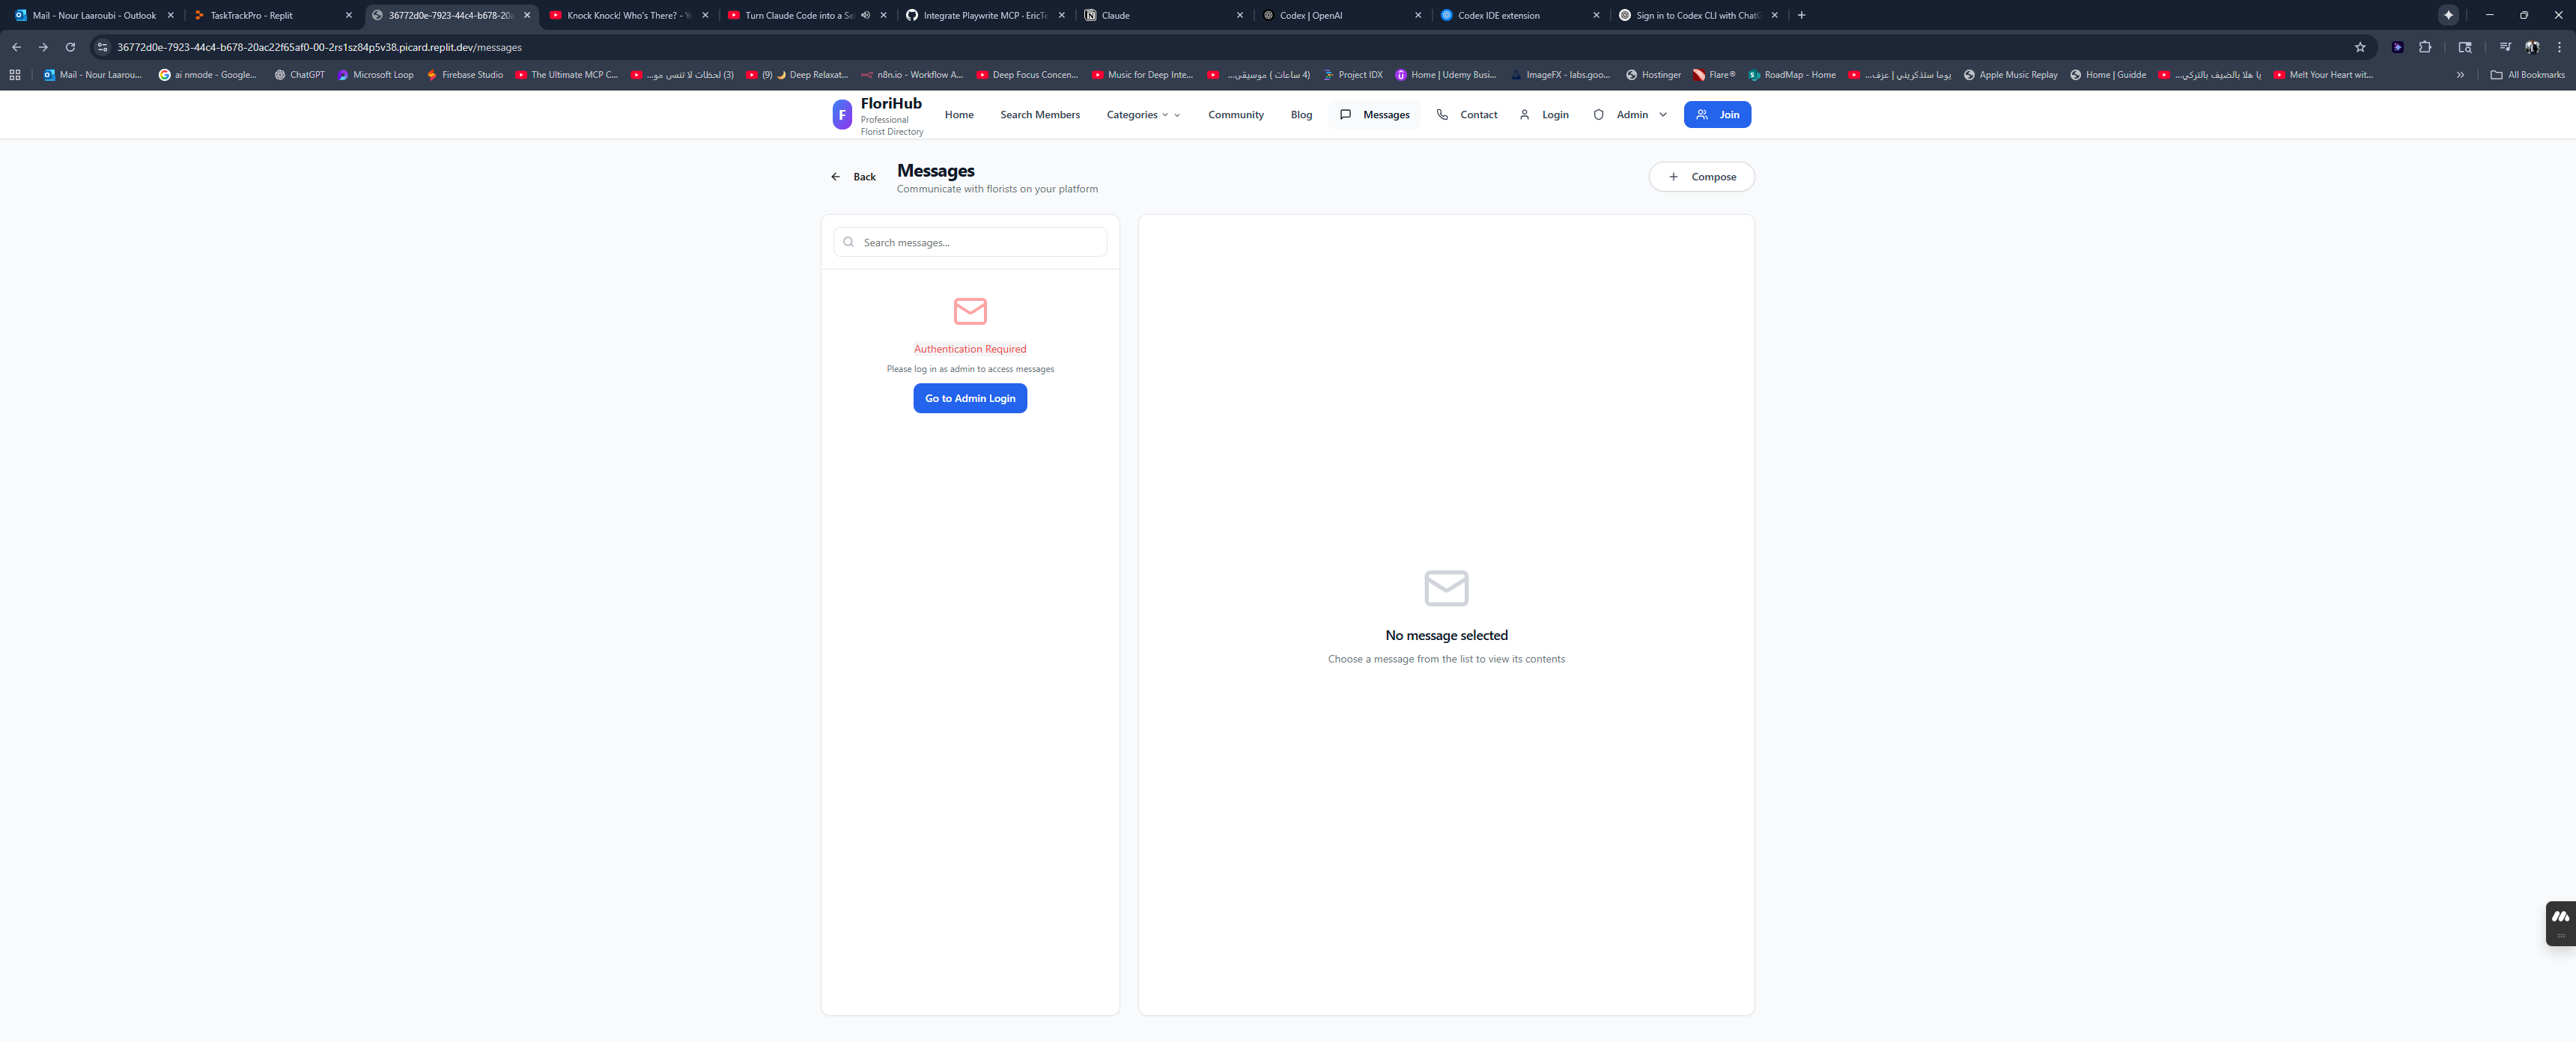 Mail - Nour Laaroubi - Outlook
TaskTrackPro - Replit
36772d0e-7923-44c4-b678-20
Knock Knock! Who's There? -
Turn Claude Code into a
Integrate Playwrite MCP ·
Claude
Codex | OpenAI
Codex IDE extension
Sign in to Codex CLI with
36772d0e-7923-44c4-b678-20ac22f65af0-00-2rs1sz84p5v38.picard.replit.dev/messages
Mail - Nour Laarou...
ai nmode - Google...
ChatGPT
Microsoft Loop
Firebase Studio
The Ultimate MCP C...
(3) لحظات لا تنسى مو...
(9) 🌙 Deep Relaxat...
n8n.io - Workflow A...
Deep Focus Concen...
Music for Deep Inte...
4 ساعات ) موسيقى...)
Project IDX
Home | Udemy Busi...
ImageFX - labs.goo...
Hostinger
Flare®
RoadMap - Home
يوما ستذكريني | عزف...
Apple Music Replay
Home | Guidde
يا هلا بالضيف بالتركي...
Melt Your Heart wit...
All Bookmarks
F
FloriHub
Professional
Florist Directory
Home
Search Members
Categories
Community
Blog
Messages
Contact
Login
Admin
Join
Back
Messages
Communicate with florists on your platform
Compose
Search messages...
Authentication Required
Please log in as admin to access messages
Go to Admin Login
No message selected
Choose a message from the list to view its contents